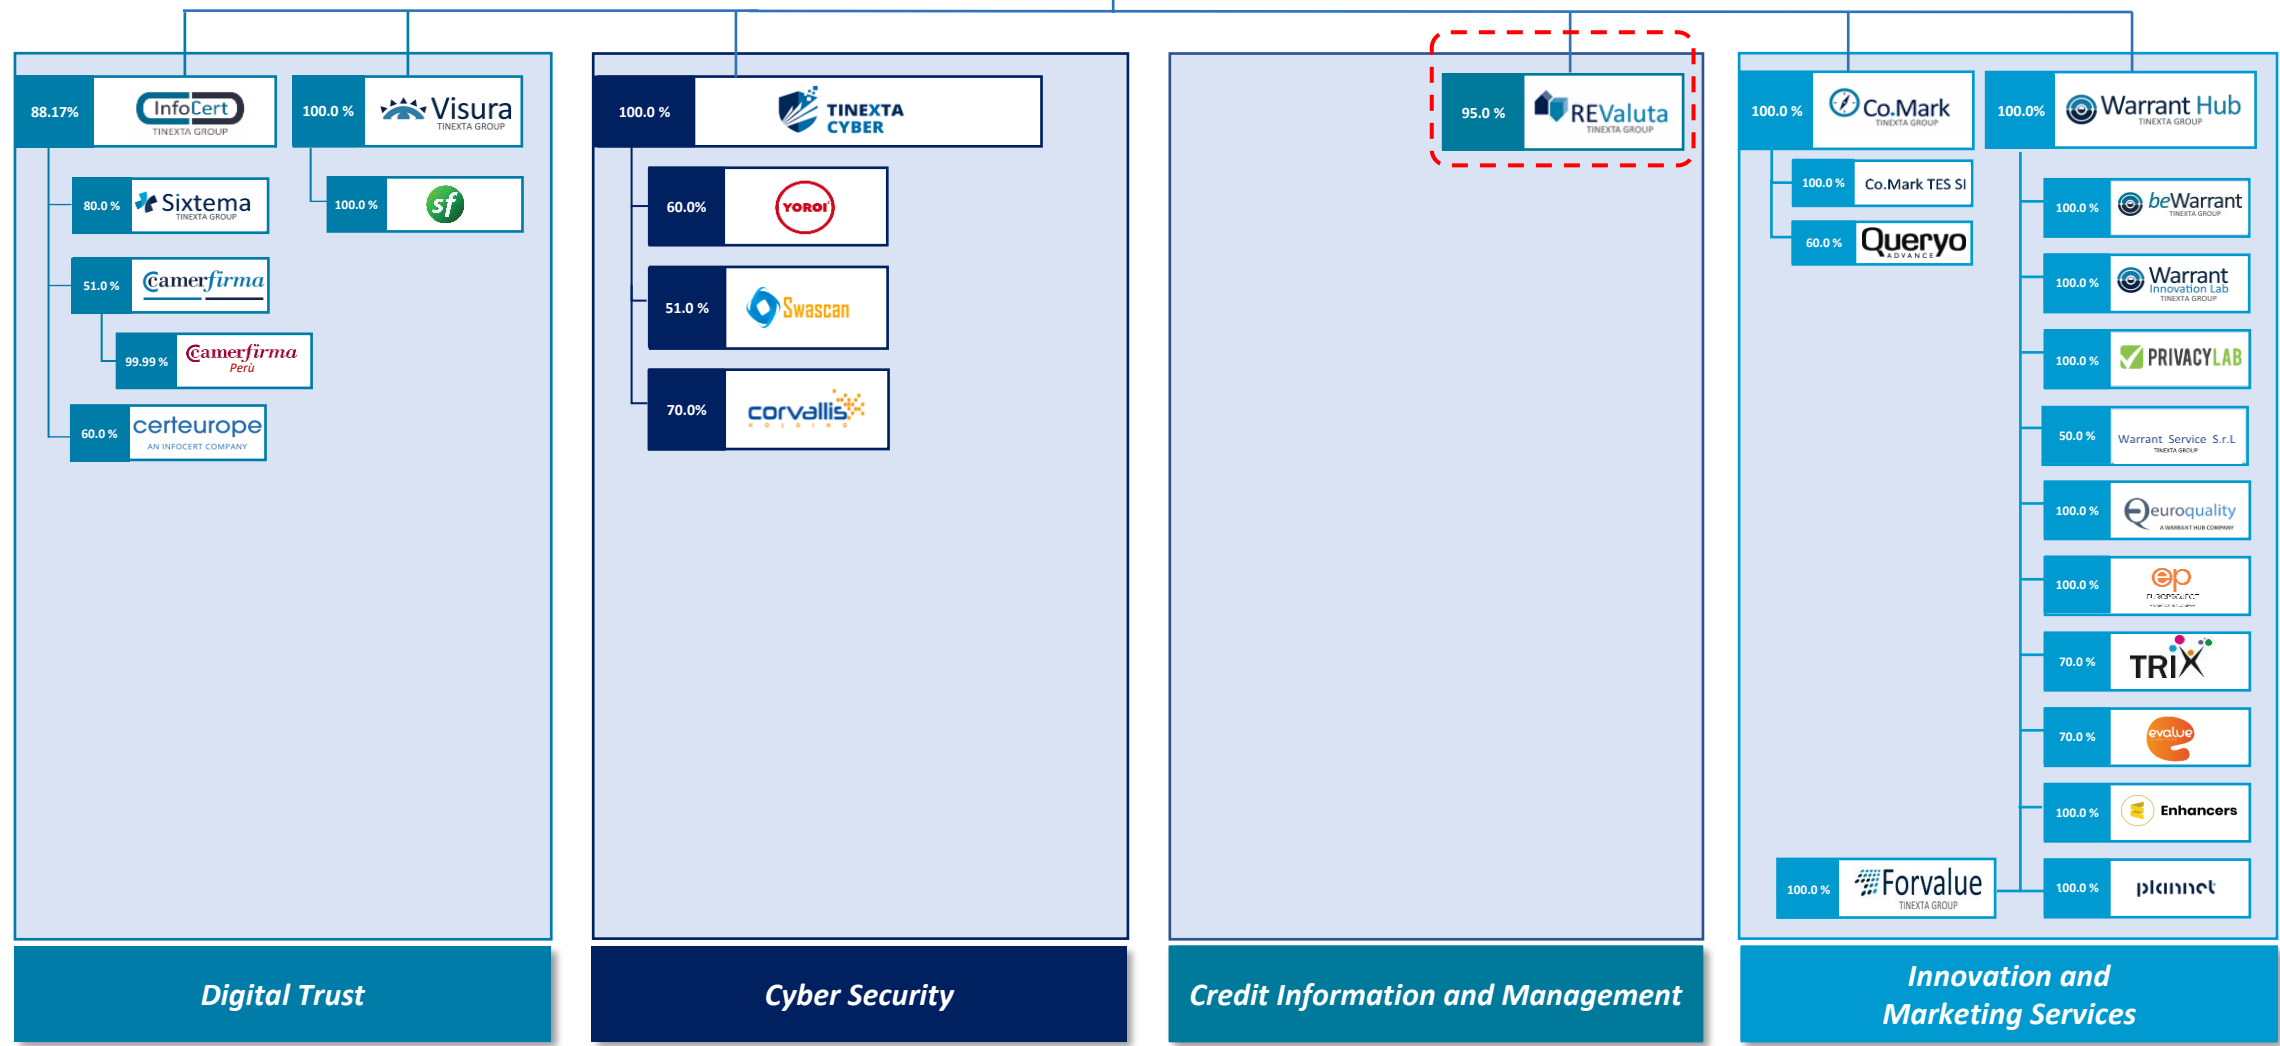 88.17%
InfoCert
TINEXTA GROUP
100.0 %
Visura
TINEXTA GROUP
80.0 %
Sixtema
TINEXTA GROUP
100.0 %
sf
51.0 %
Camerfirma
99.99 %
Camerfirma
Perù
60.0 %
certeurope
AN INFOCERT COMPANY
Digital Trust
100.0 %
TINEXTA
CYBER
60.0%
YOROI
51.0 %
Swascan
70.0%
corvallis
HOLDING
Cyber Security
95.0 %
REValuta
TINEXTA GROUP
Credit Information and Management
100.0 %
Co.Mark
TINEXTA GROUP
100.0 %
Co.Mark TES SI
60.0 %
Queryo
ADVANCE
100.0%
Warrant Hub
TINEXTA GROUP
100.0 %
beWarrant
TINEXTA GROUP
100.0 %
Warrant
Innovation Lab
TINEXTA GROUP
100.0 %
PRIVACYLAB
50.0 %
Warrant Service S.r.L
TINEXTA GROUP
100.0 %
euroquality
A WARRANT HUB COMPANY
100.0 %
ep
EUROPROJECT
70.0 %
TRIX
70.0 %
evalue
100.0 %
Enhancers
100.0 %
Forvalue
TINEXTA GROUP
100.0 %
plannet
Innovation and
Marketing Services